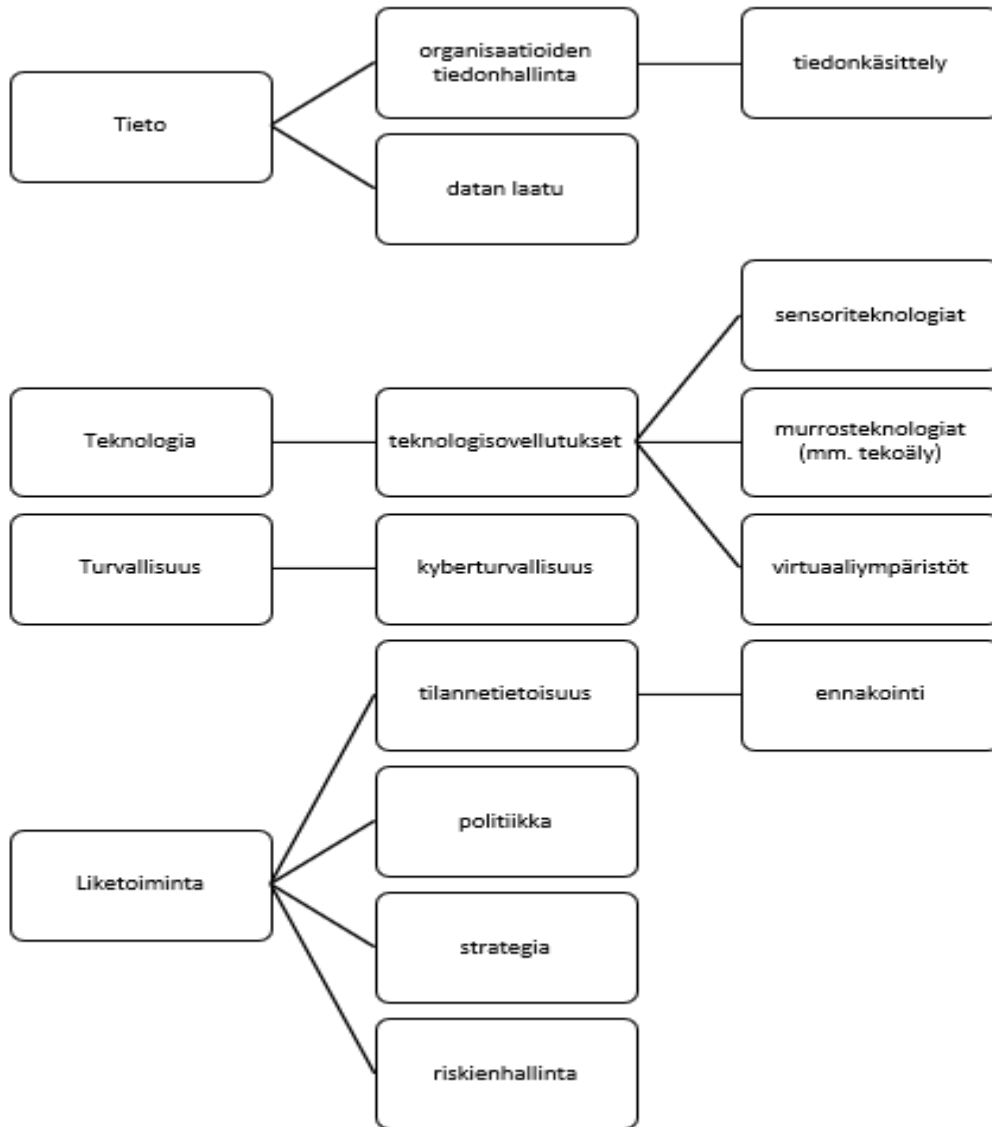 Tieto
organisaatioiden
tiedonhallinta
tiedonkäsittely
datan laatu
Teknologia
teknologisovellutukset
sensoriteknologiat
murrosteknologiat
(mm. tekoäly)
virtuaaliympäristöt
Turvallisuus
kyberturvallisuus
Liketoiminta
tilannetietoisuus
ennakointi
politiikka
strategia
riskienhallinta